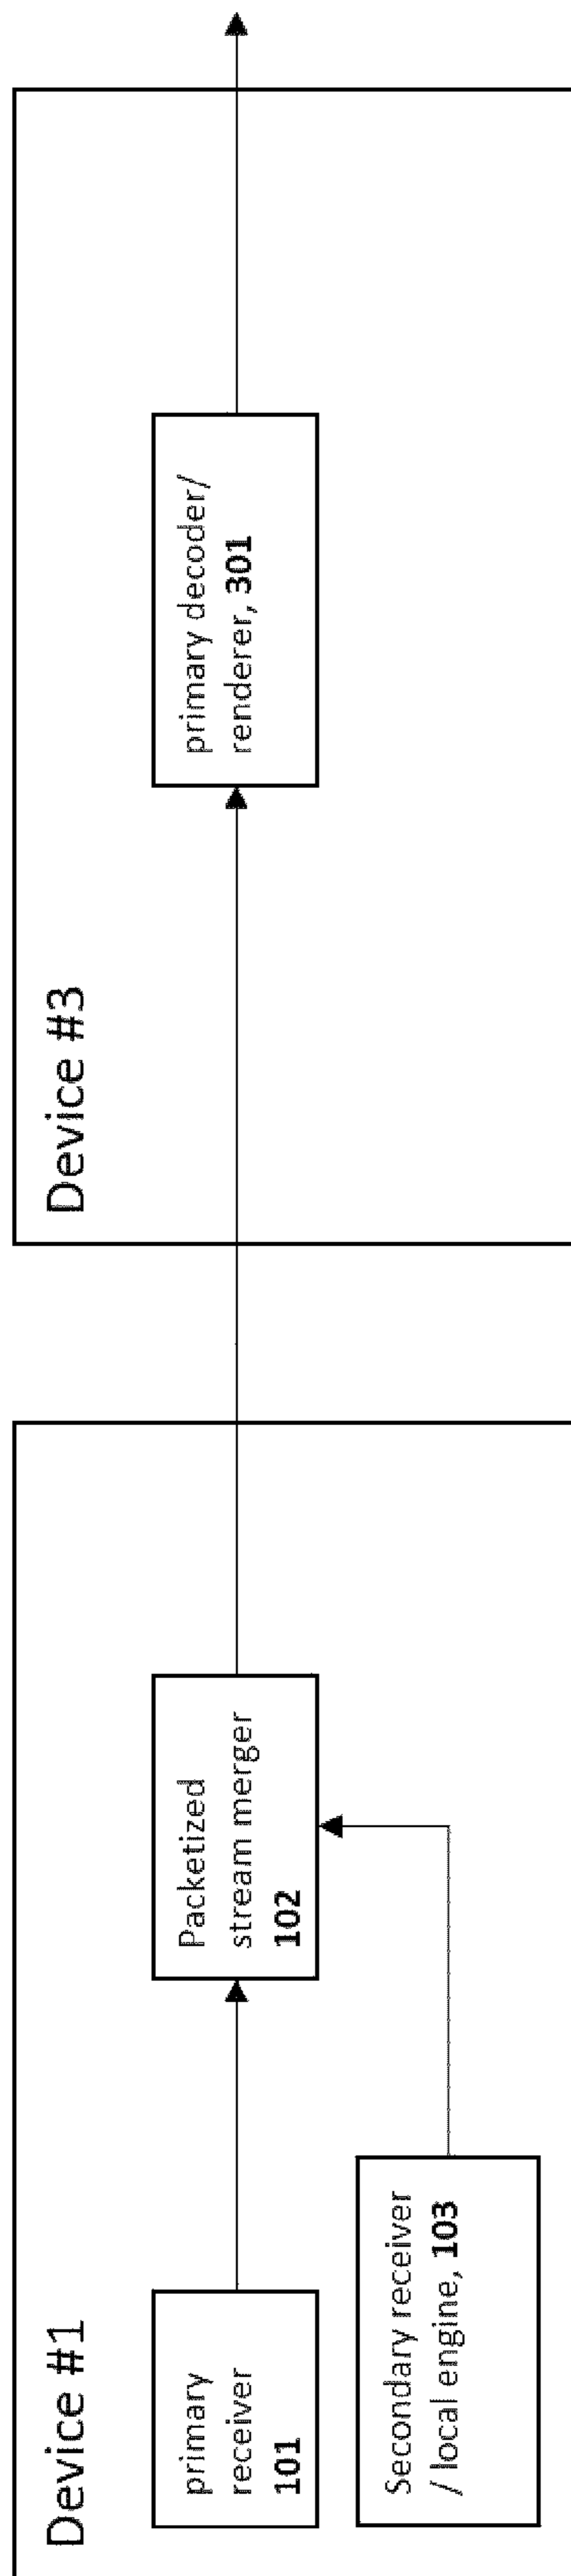 Device #1
primary
receiver
101
Packetized
stream merger
102
Secondary receiver
/ local engine, 103
Device #3
primary decoder/
renderer, 301